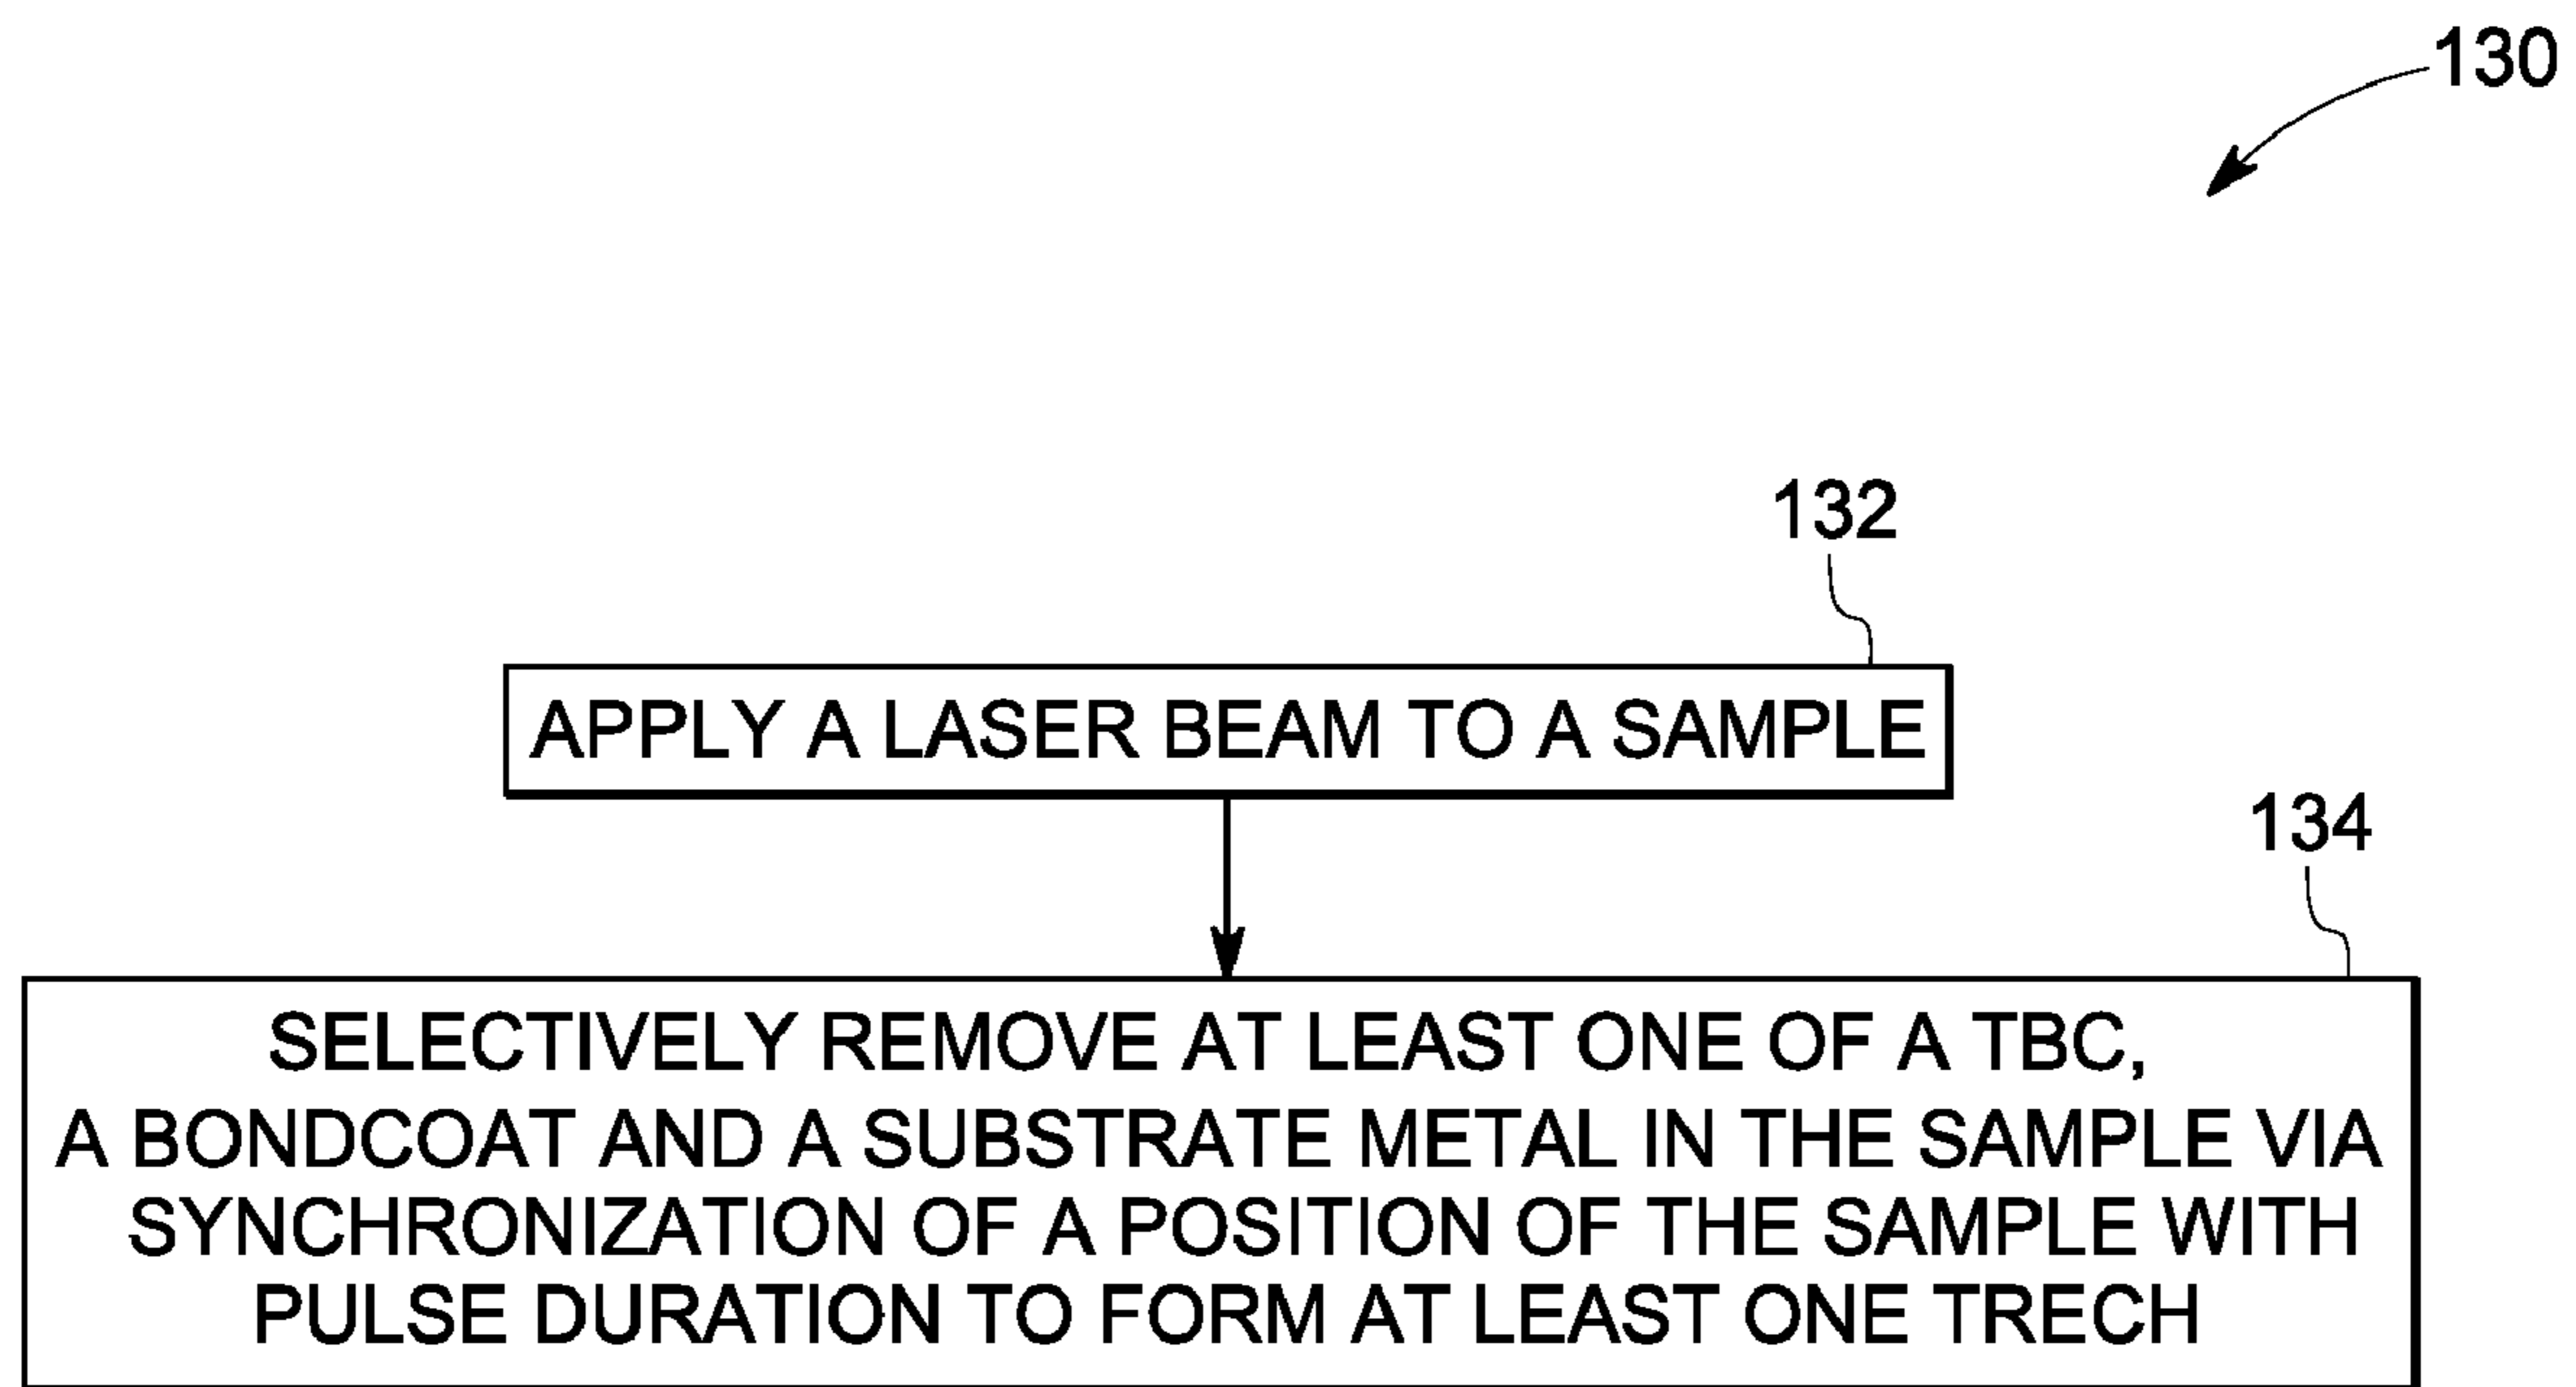 130
132
APPLY A LASER BEAM TO A SAMPLE
134
SELECTIVELY REMOVE AT LEAST ONE OF A TBC,
A BONDCOAT AND A SUBSTRATE METAL IN THE SAMPLE VIA
SYNCHRONIZATION OF A POSITION OF THE SAMPLE WITH
PULSE DURATION TO FORM AT LEAST ONE TRECH